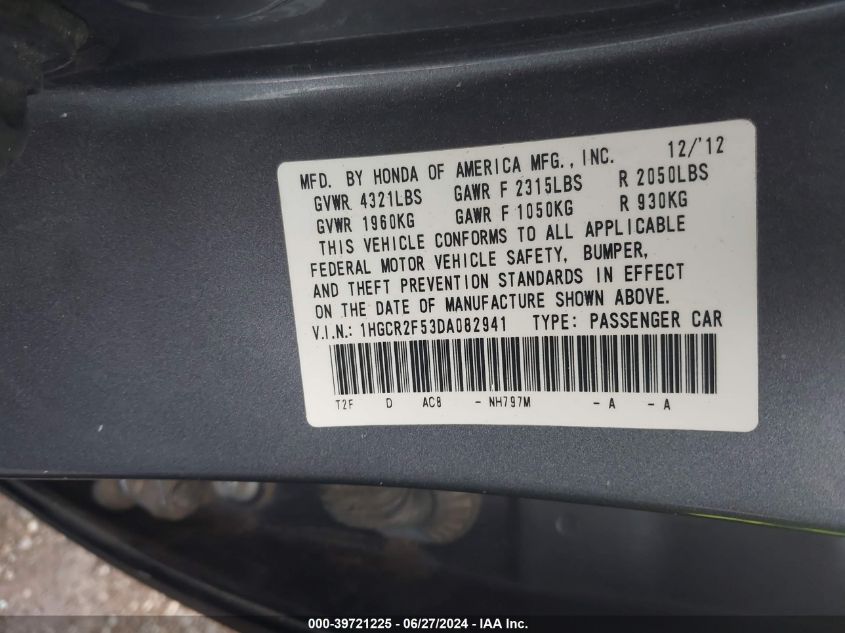 MFD. BY HONDA OF AMERICA MFG., INC. 12/'12
GVWR 4321LBS GAWR F 2315LBS R 2050LBS
GVWR 1960KG GAWR F 1050KG R 930KG
THIS VEHICLE CONFORMS TO ALL APPLICABLE
FEDERAL MOTOR VEHICLE SAFETY, BUMPER,
AND THEFT PREVENTION STANDARDS IN EFFECT
ON THE DATE OF MANUFACTURE SHOWN ABOVE.
V.I.N.: 1HGCR2F53DA082941 TYPE: PASSENGER CAR
T2F D AC8 - NH797M - A - A
000-39721225 - 06/27/2024 - IAA Inc.